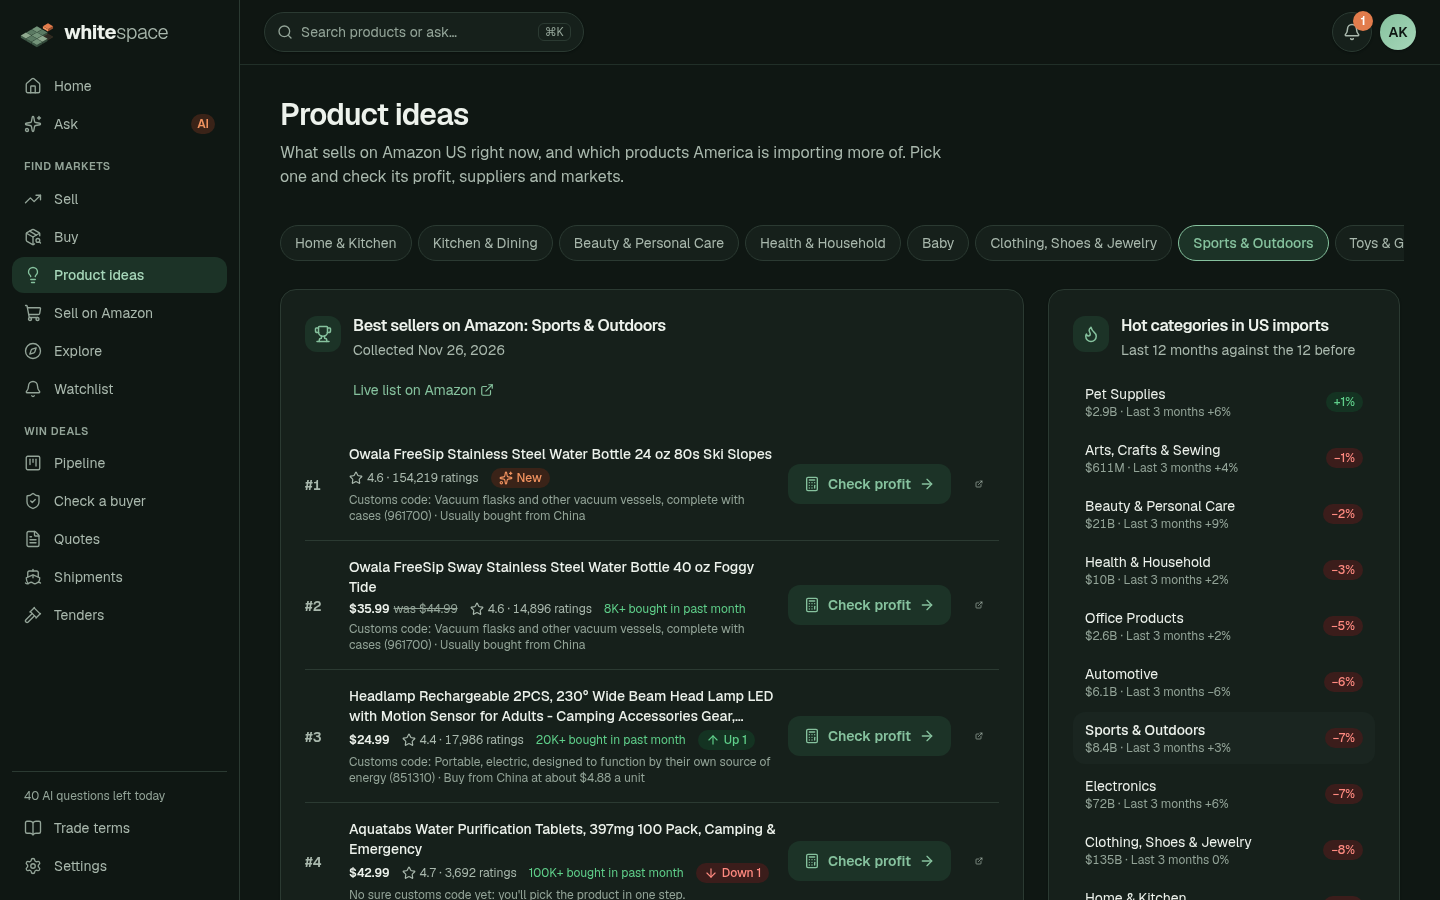 whitespace
Search products or ask...
⌘K
1
AK
Home
Ask
AI
FIND MARKETS
Sell
Buy
Product ideas
Sell on Amazon
Explore
Watchlist
WIN DEALS
Pipeline
Check a buyer
Quotes
Shipments
Tenders
40 AI questions left today
Trade terms
Settings
Product ideas
What sells on Amazon US right now, and which products America is importing more of. Pick
one and check its profit, suppliers and markets.
Home & Kitchen
Kitchen & Dining
Beauty & Personal Care
Health & Household
Baby
Clothing, Shoes & Jewelry
Sports & Outdoors
Toys & G
Best sellers on Amazon: Sports & Outdoors
Collected Nov 26, 2026
Live list on Amazon
#1
Owala FreeSip Stainless Steel Water Bottle 24 oz 80s Ski Slopes
4.6 · 154,219 ratings New
Customs code: Vacuum flasks and other vacuum vessels, complete with
cases (961700) · Usually bought from China
Check profit
#2
Owala FreeSip Sway Stainless Steel Water Bottle 40 oz Foggy
Tide
$35.99 was $44.99 4.6 · 14,896 ratings 8K+ bought in past month
Customs code: Vacuum flasks and other vacuum vessels, complete with
cases (961700) · Usually bought from China
Check profit
#3
Headlamp Rechargeable 2PCS, 230° Wide Beam Head Lamp LED
with Motion Sensor for Adults - Camping Accessories Gear,...
$24.99 4.4 · 17,986 ratings 20K+ bought in past month Up 1
Customs code: Portable, electric, designed to function by their own source of
energy (851310) · Buy from China at about $4.88 a unit
Check profit
#4
Aquatabs Water Purification Tablets, 397mg 100 Pack, Camping &
Emergency
$42.99 4.7 · 3,692 ratings 100K+ bought in past month Down 1
No sure customs code yet: you'll pick the product in one step.
Check profit
Hot categories in US imports
Last 12 months against the 12 before
Pet Supplies
$2.9B · Last 3 months +6%
+1%
Arts, Crafts & Sewing
$611M · Last 3 months +4%
−1%
Beauty & Personal Care
$21B · Last 3 months +9%
−2%
Health & Household
$10B · Last 3 months +2%
−3%
Office Products
$2.6B · Last 3 months +2%
−5%
Automotive
$6.1B · Last 3 months −6%
−6%
Sports & Outdoors
$8.4B · Last 3 months +3%
−7%
Electronics
$72B · Last 3 months +6%
−7%
Clothing, Shoes & Jewelry
$135B · Last 3 months 0%
−8%
Home & Kitchen